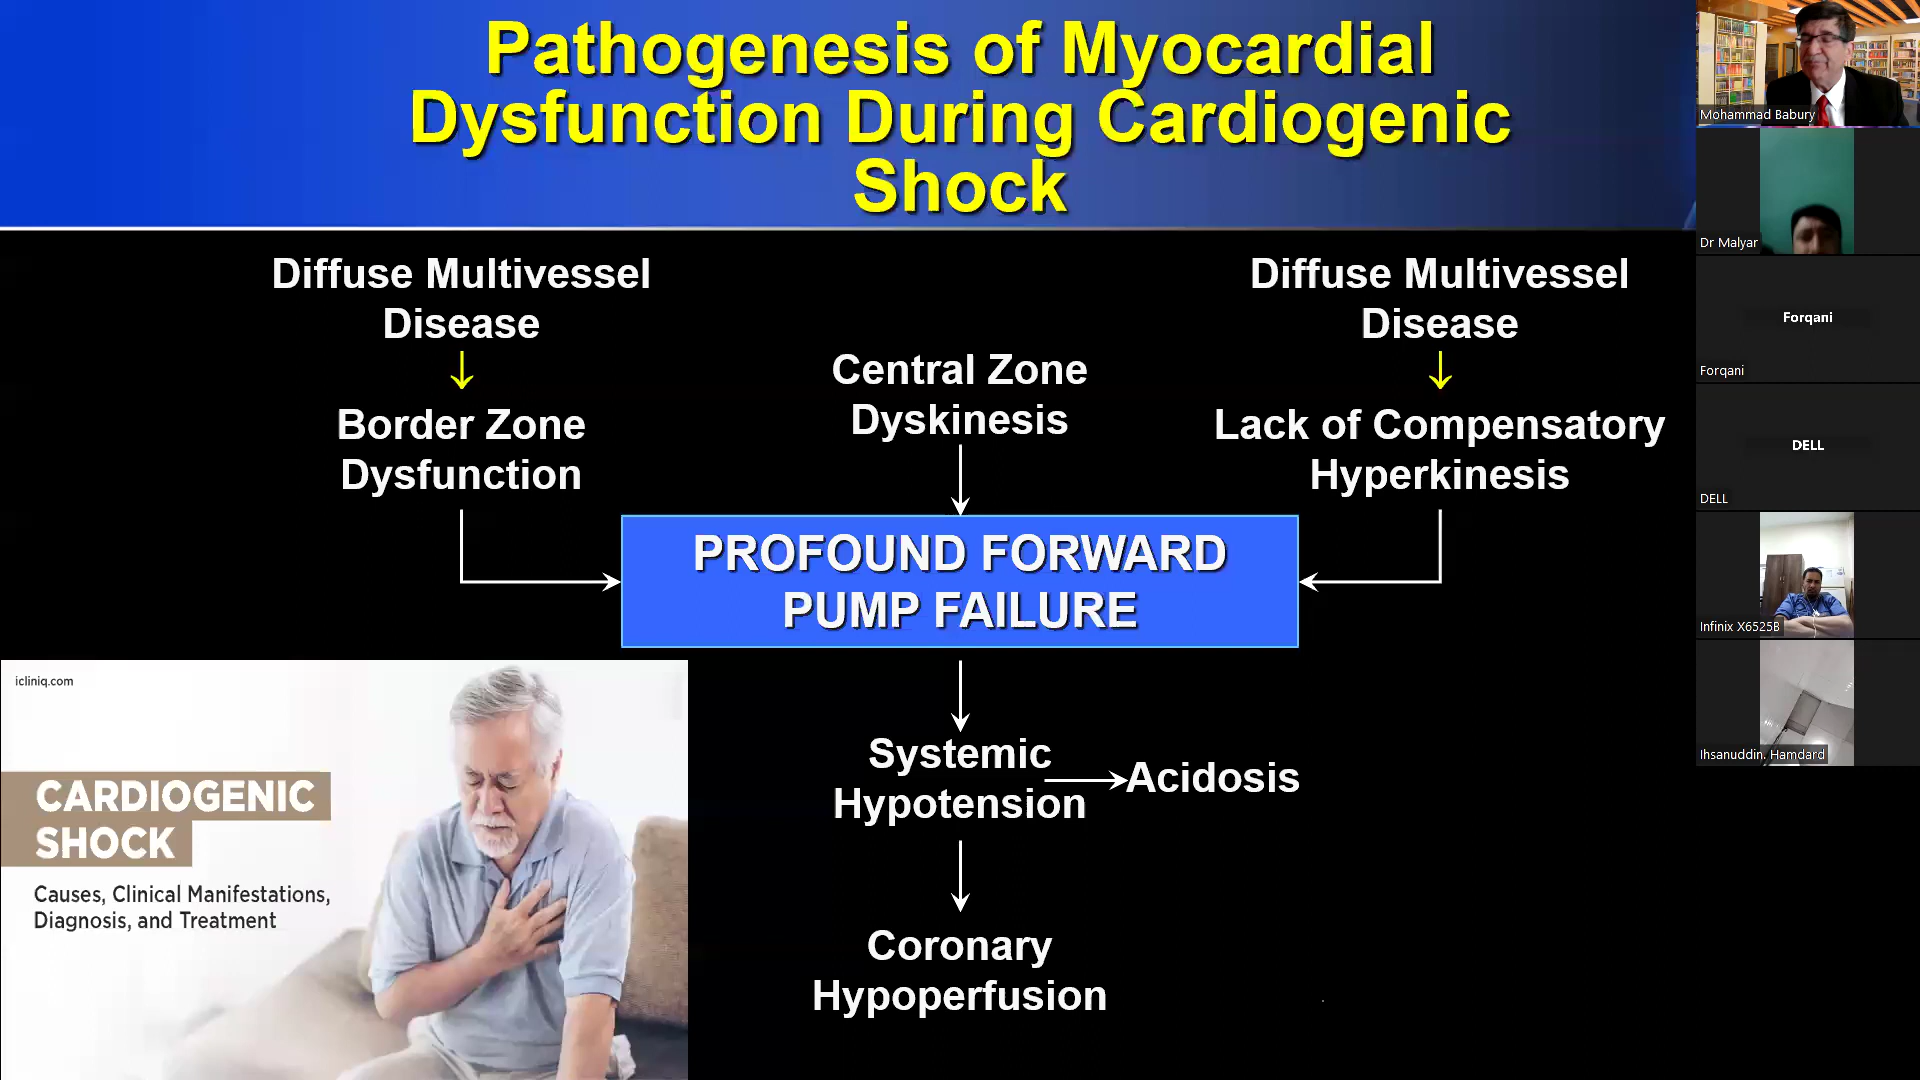 Pathogenesis of Myocardial
Dysfunction During Cardiogenic
Shock
Diffuse Multivessel
Disease
Border Zone
Dysfunction
Central Zone
Dyskinesis
Diffuse Multivessel
Disease
Lack of Compensatory
Hyperkinesis
PROFOUND FORWARD
PUMP FAILURE
Systemic
Hypotension
Acidosis
Coronary
Hypoperfusion
icliniq.com
CARDIOGENIC
SHOCK
Causes, Clinical Manifestations,
Diagnosis, and Treatment
Mohammad Babury
Dr Malyar
Forqani
Forqani
DELL
DELL
Infinix X6525B
Ihsanuddin. Hamdard